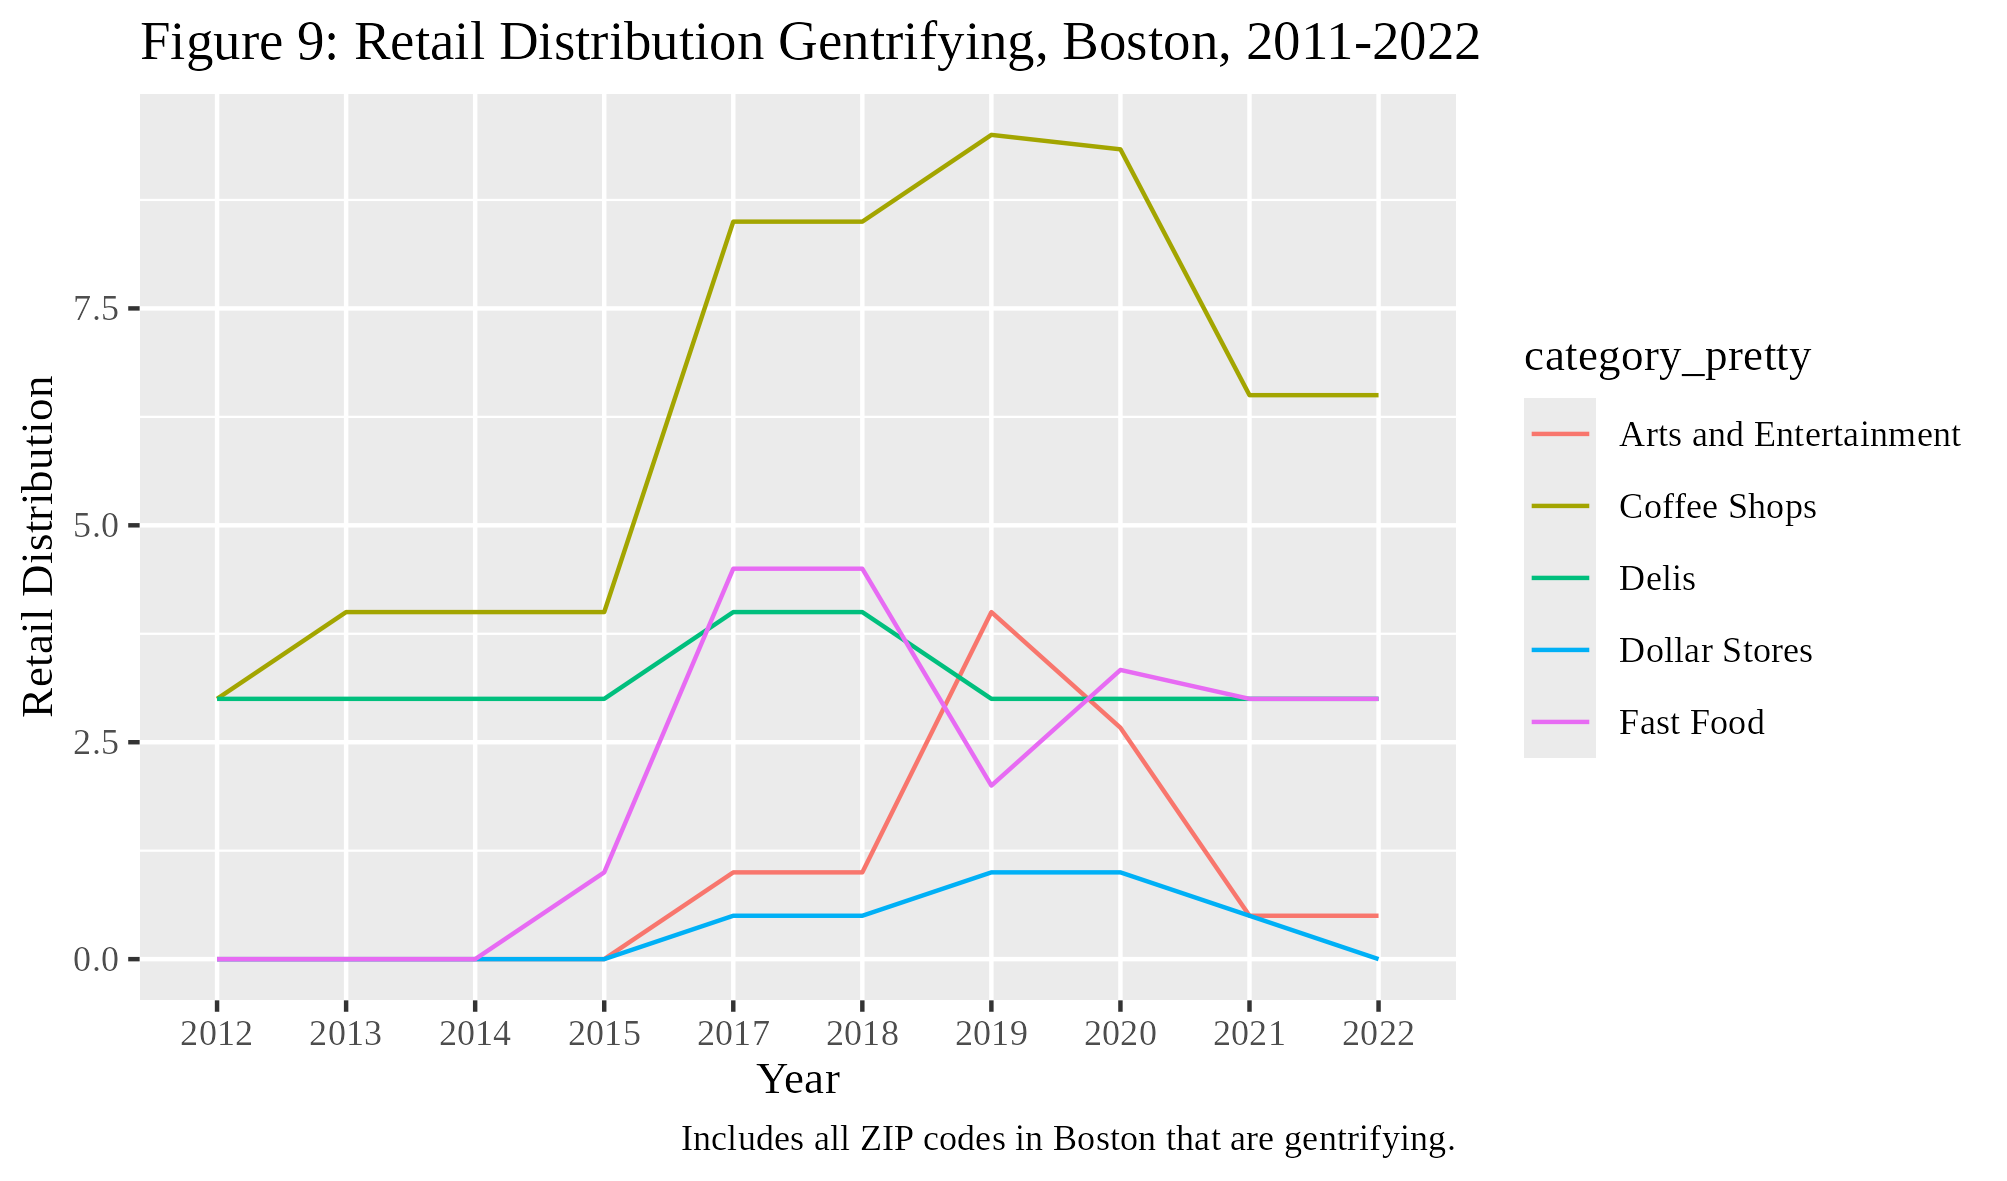 Figure 9: Retail Distribution Gentrifying, Boston, 2011-2022
7.5
5.0
2.5
0.0
Retail Distribution
2012 2013 2014 2015 2017 2018 2019 2020 2021 2022
Year
category_pretty
Arts and Entertainment
Coffee Shops
Delis
Dollar Stores
Fast Food
Includes all ZIP codes in Boston that are gentrifying.